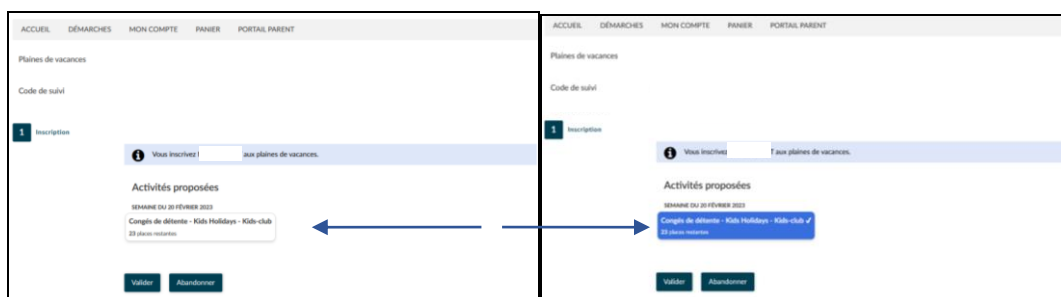 ACCUEIL DÉMARCHES MON COMPTE PANIER PORTAIL PARENT
Plaines de vacances
Code de suivi
1 Inscription
Vous inscrivez aux plaines de vacances.
Activités proposées
SEMAINE DU 20 FÉVRIER 2023
Congés de détente - Kids Holidays - Kids-club
23 places restantes
Valider Abandonner
ACCUEIL DÉMARCHES MON COMPTE PANIER PORTAIL PARENT
Plaines de vacances
Code de suivi
1 Inscription
Vous inscrivez T aux plaines de vacances.
Activités proposées
SEMAINE DU 20 FÉVRIER 2023
Congés de détente - Kids Holidays - Kids-club ✓
23 places restantes
Valider Abandonner